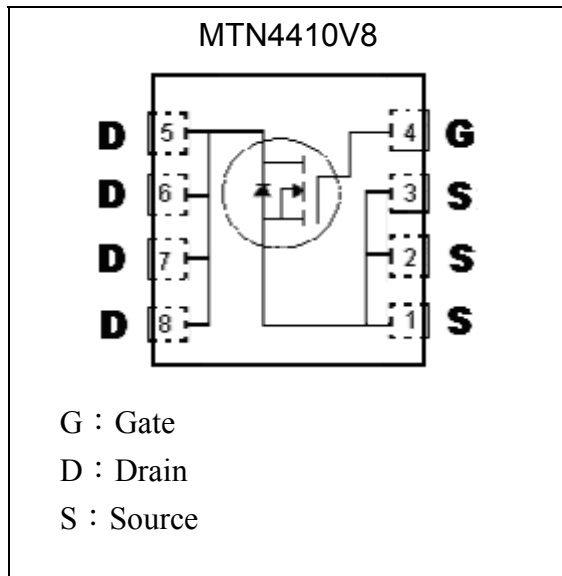 MTN4410V8
D 5 4 G
D 6 3 S
D 7 2 S
D 8 1 S
G：Gate
D：Drain
S：Source